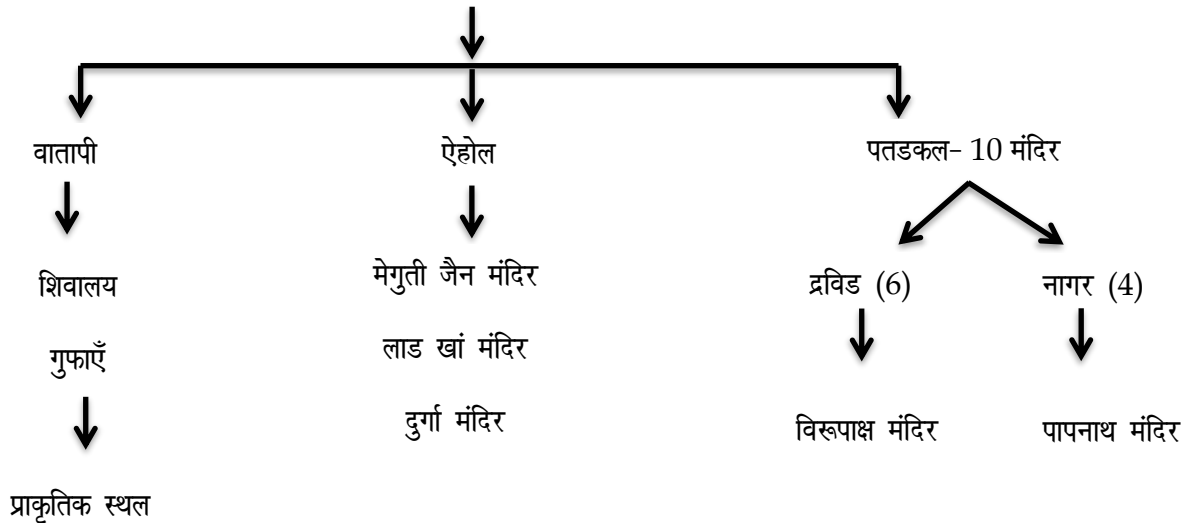 वातापी
ऐहोल
पतडकल- 10 मंदिर
शिवालय
मेगुती जैन मंदिर
द्रविड (6)
नागर (4)
गुफाएँ
लाड खां मंदिर
दुर्गा मंदिर
विरूपाक्ष मंदिर
पापनाथ मंदिर
प्राकृतिक स्थल